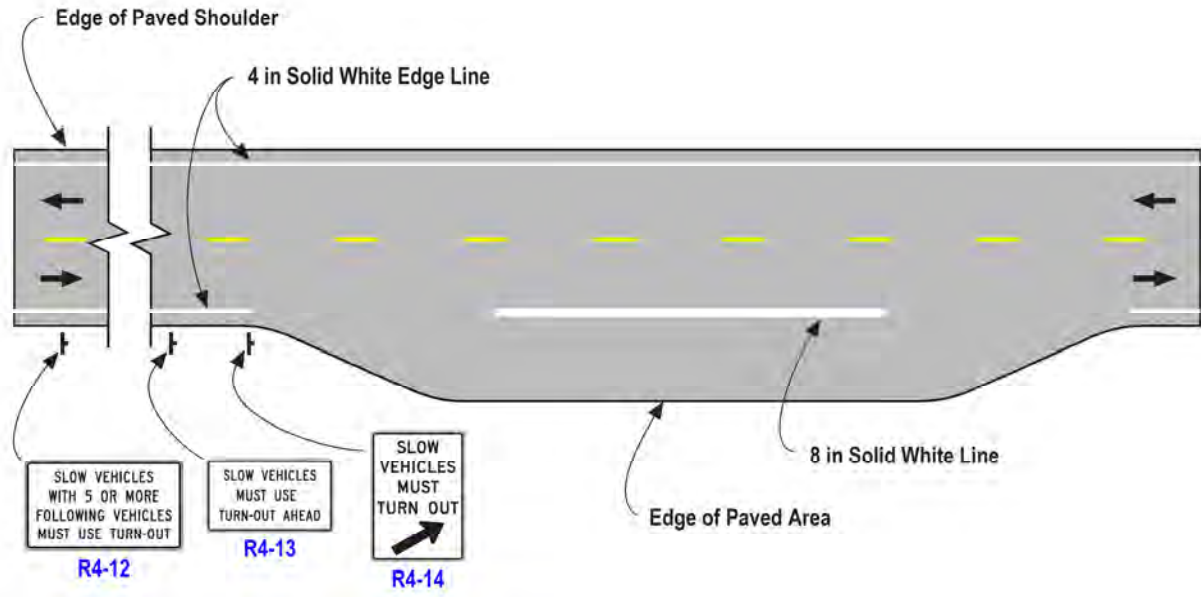 Edge of Paved Shoulder
4 in Solid White Edge Line
8 in Solid White Line
Edge of Paved Area
SLOW VEHICLES
WITH 5 OR MORE
FOLLOWING VEHICLES
MUST USE TURN-OUT
R4-12
SLOW VEHICLES
MUST USE
TURN-OUT AHEAD
R4-13
SLOW
VEHICLES
MUST
TURN OUT
R4-14